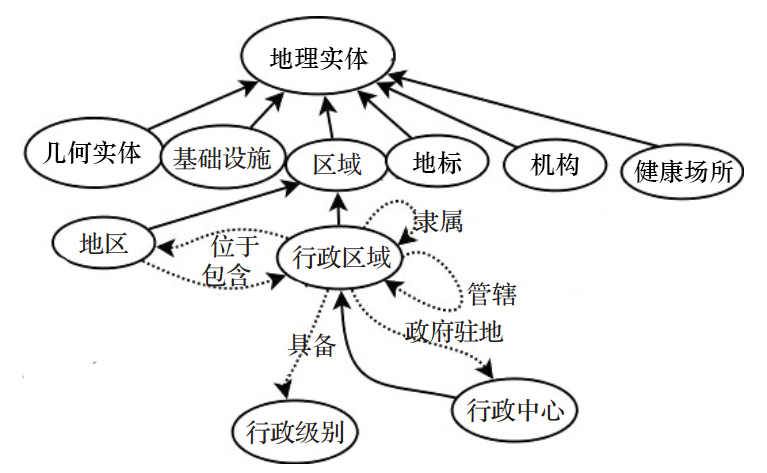 地理实体
几何实体
基础设施
区域
地标
机构
健康场所
地区
位于
包含
行政区域
隶属
管辖
具备
政府驻地
行政级别
行政中心